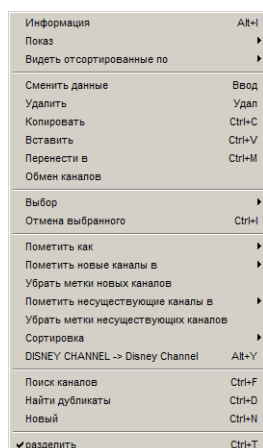 Информация Alt+I
Показ
Видеть отсортированные по
Сменить данные Ввод
Удалить Удал
Копировать Ctrl+C
Вставить Ctrl+V
Перенести в Ctrl+M
Обмен каналов
Выбор
Отмена выбранного Ctrl+I
Пометить как
Пометить новые каналы в
Убрать метки новых каналов
Пометить несуществующие каналы в
Убрать метки несуществующих каналов
Сортировка
DISNEY CHANNEL -> Disney Channel Alt+Y
Поиск каналов Ctrl+F
Найти дубликаты Ctrl+D
Новый Ctrl+N
разделить Ctrl+T